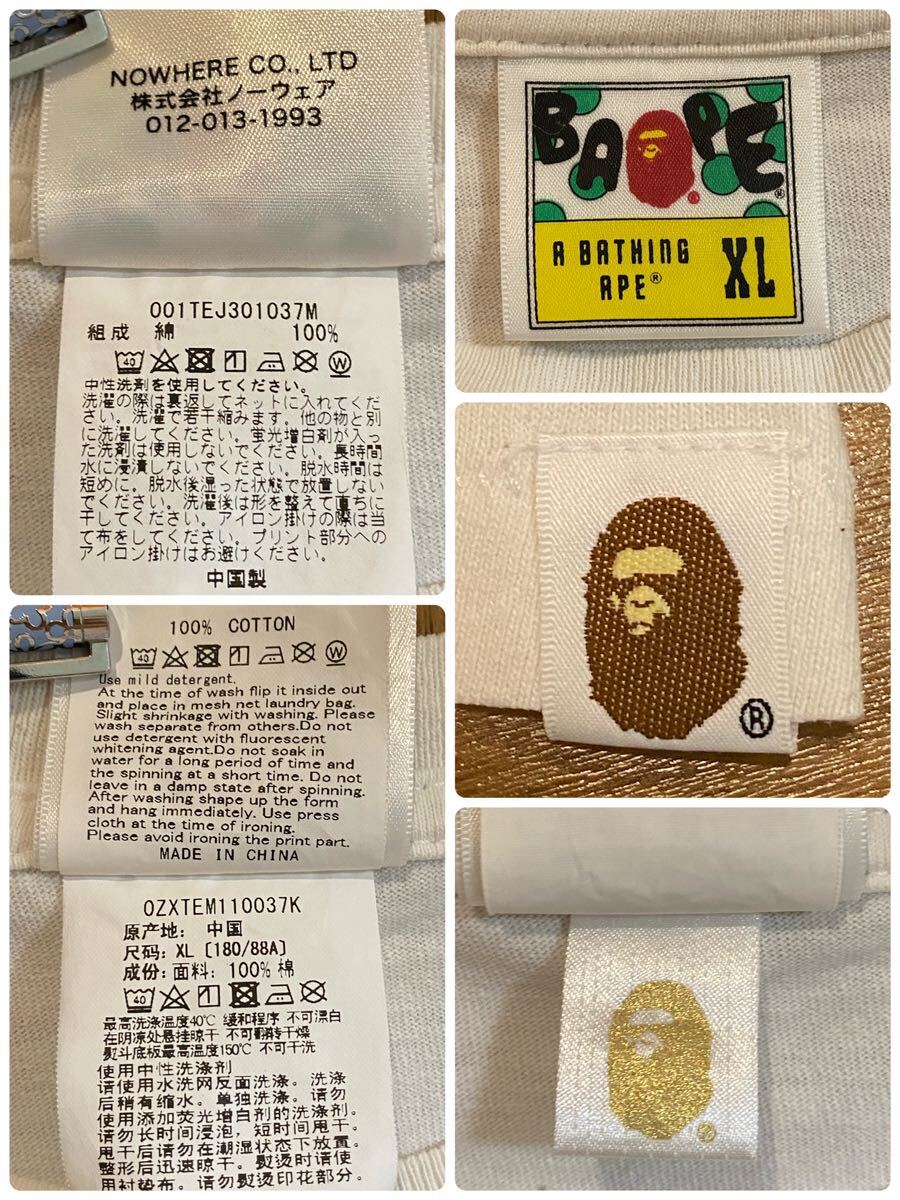 NOWHERE CO., LTD
株式会社ノーウェア
012-013-1993
001TEJ301037M
組成 綿 100%
40 W
中性洗剤を使用してください。
洗濯の際は裏返してネットに入れてくだ
さい。洗濯で若干縮みます。他の物と別
に洗濯してください。蛍光増白剤が入っ
た洗剤は使用しないでください。長時間
水に浸漬しないでください。脱水時間は
短めに。脱水後湿った状態で放置しない
でください。洗濯後は形を整えて直ちに
干してください。アイロン掛けの際は当
て布をしてください。プリント部分への
アイロン掛けはお避けください。
中国製
100% COTTON
40 W
Use mild detergent.
At the time of wash flip it inside out
and place in mesh net laundry bag.
Slight shrinkage with washing. Please
wash separate from others.Do not
use detergent with fluorescent
whitening agent.Do not soak in
water for a long period of time and
the spinning at a short time. Do not
leave in a damp state after spinning.
After washing shape up the form
and hang immediately. Use press
cloth at the time of ironing.
Please avoid ironing the print part.
MADE IN CHINA
0ZXTEM110037K
原产地: 中国
尺码: XL [180/88A]
成份: 面料: 100% 棉
40
最高洗涤温度40℃ 缓和程序 不可漂白
在阴凉处悬挂晾干 不可翻转干燥
熨斗底板最高温度150℃ 不可干洗
使用中性洗涤剂
请使用水洗网反面洗涤. 洗涤
后稍有缩水. 单独洗涤. 请勿
使用添加荧光增白剂的洗涤剂.
请勿长时间浸泡, 短时间甩干.
甩干后请勿在潮湿状态下放置.
整形后迅速晾干. 熨烫时请使
用衬垫布. 请勿熨烫印花部分.
BAPE®
A BATHING
APE®
XL
®
®